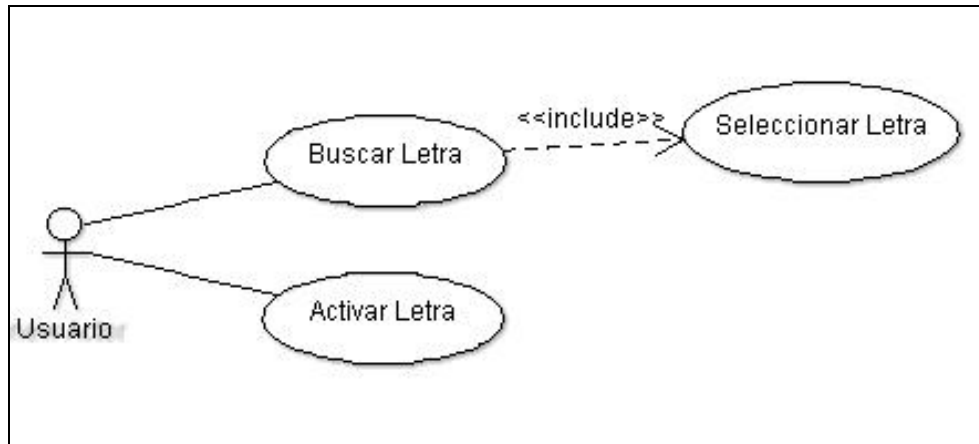 <<include>>
Seleccionar Letra
Buscar Letra
Activar Letra
Usuario